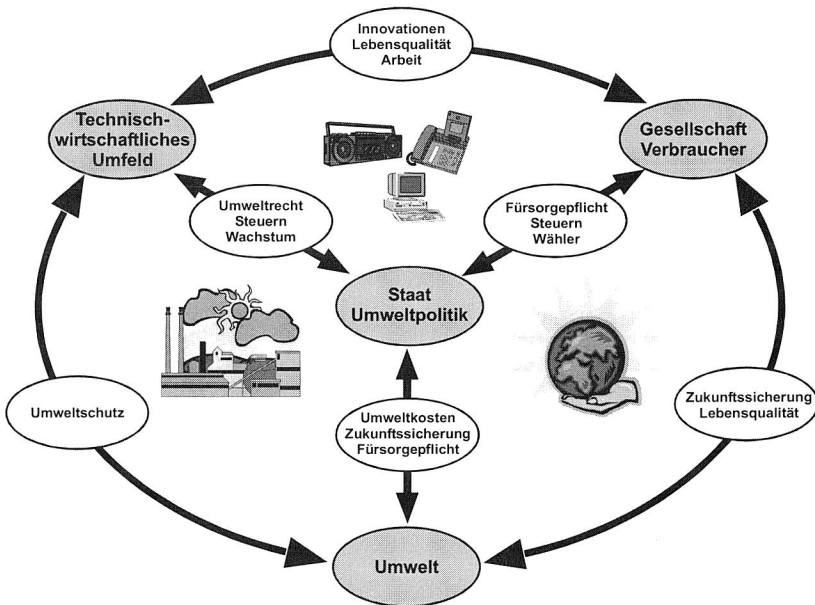 Innovationen
Lebensqualität
Arbeit
Technisch-
wirtschaftliches
Umfeld
Gesellschaft
Verbraucher
Umweltrecht
Steuern
Wachstum
Fürsorgepflicht
Steuern
Wähler
Staat
Umweltpolitik
Umweltschutz
Umweltkosten
Zukunftssicherung
Fürsorgepflicht
Zukunftssicherung
Lebensqualität
Umwelt